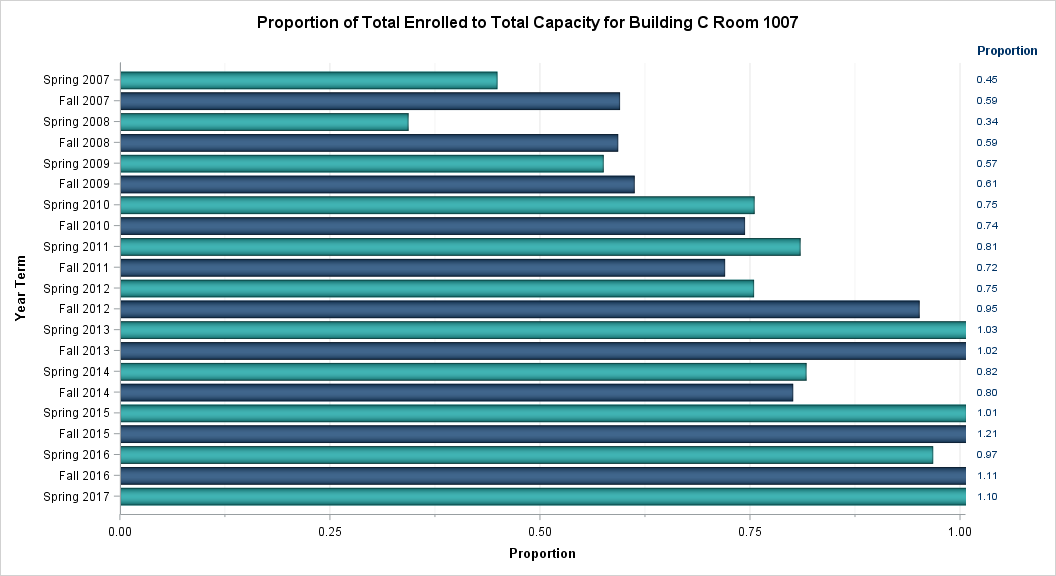 Proportion of Total Enrolled to Total Capacity for Building C Room 1007
Proportion
Spring 2007 0.45
Fall 2007 0.59
Spring 2008 0.34
Fall 2008 0.59
Spring 2009 0.57
Fall 2009 0.61
Spring 2010 0.75
Fall 2010 0.74
Spring 2011 0.81
Fall 2011 0.72
Spring 2012 0.75
Fall 2012 0.95
Spring 2013 1.03
Fall 2013 1.02
Spring 2014 0.82
Fall 2014 0.80
Spring 2015 1.01
Fall 2015 1.21
Spring 2016 0.97
Fall 2016 1.11
Spring 2017 1.10
Year Term
0.00 0.25 0.50 0.75 1.00
Proportion